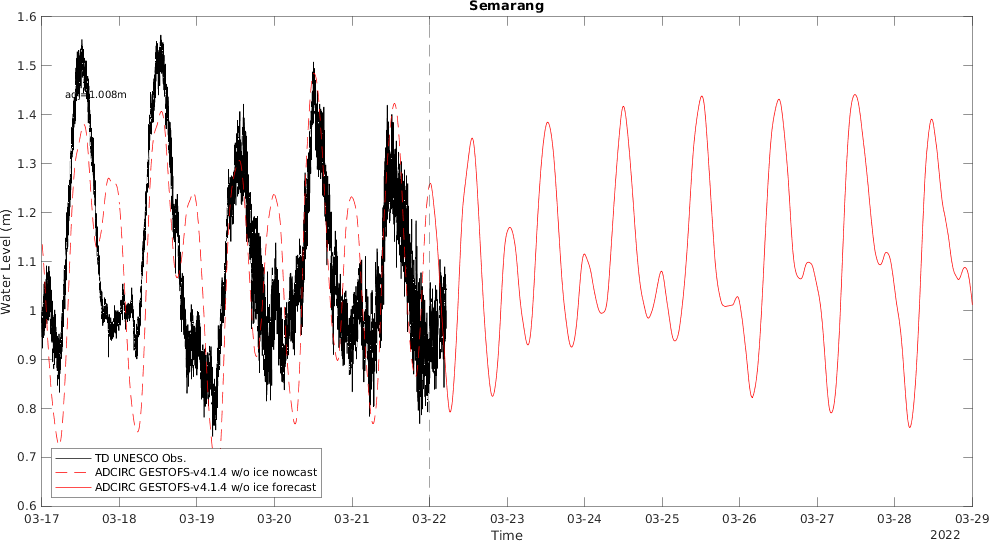 Semarang
1.6
1.5
1.4
1.3
1.2
1.1
1
0.9
0.8
0.7
0.6
Water Level (m)
adj=1.008m
TD UNESCO Obs.
ADCIRC GESTOFS-v4.1.4 w/o ice nowcast
ADCIRC GESTOFS-v4.1.4 w/o ice forecast
03-17 03-18 03-19 03-20 03-21 03-22 03-23 03-24 03-25 03-26 03-27 03-28 03-29
Time
2022